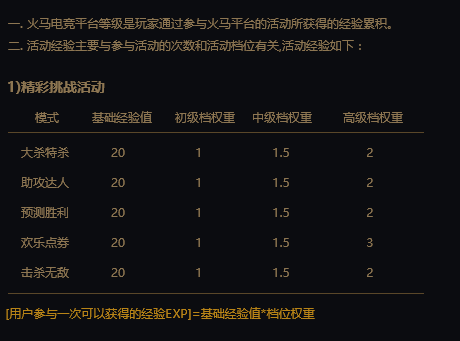 一. 火马电竞平台等级是玩家通过参与火马平台的活动所获得的经验累积。
二. 活动经验主要与参与活动的次数和活动档位有关,活动经验如下：
1)精彩挑战活动
模式 基础经验值 初级档权重 中级档权重 高级档权重
大杀特杀 20 1 1.5 2
助攻达人 20 1 1.5 2
预测胜利 20 1 1.5 2
欢乐点券 20 1 1.5 3
击杀无敌 20 1 1.5 2
[用户参与一次可以获得的经验EXP]=基础经验值*档位权重